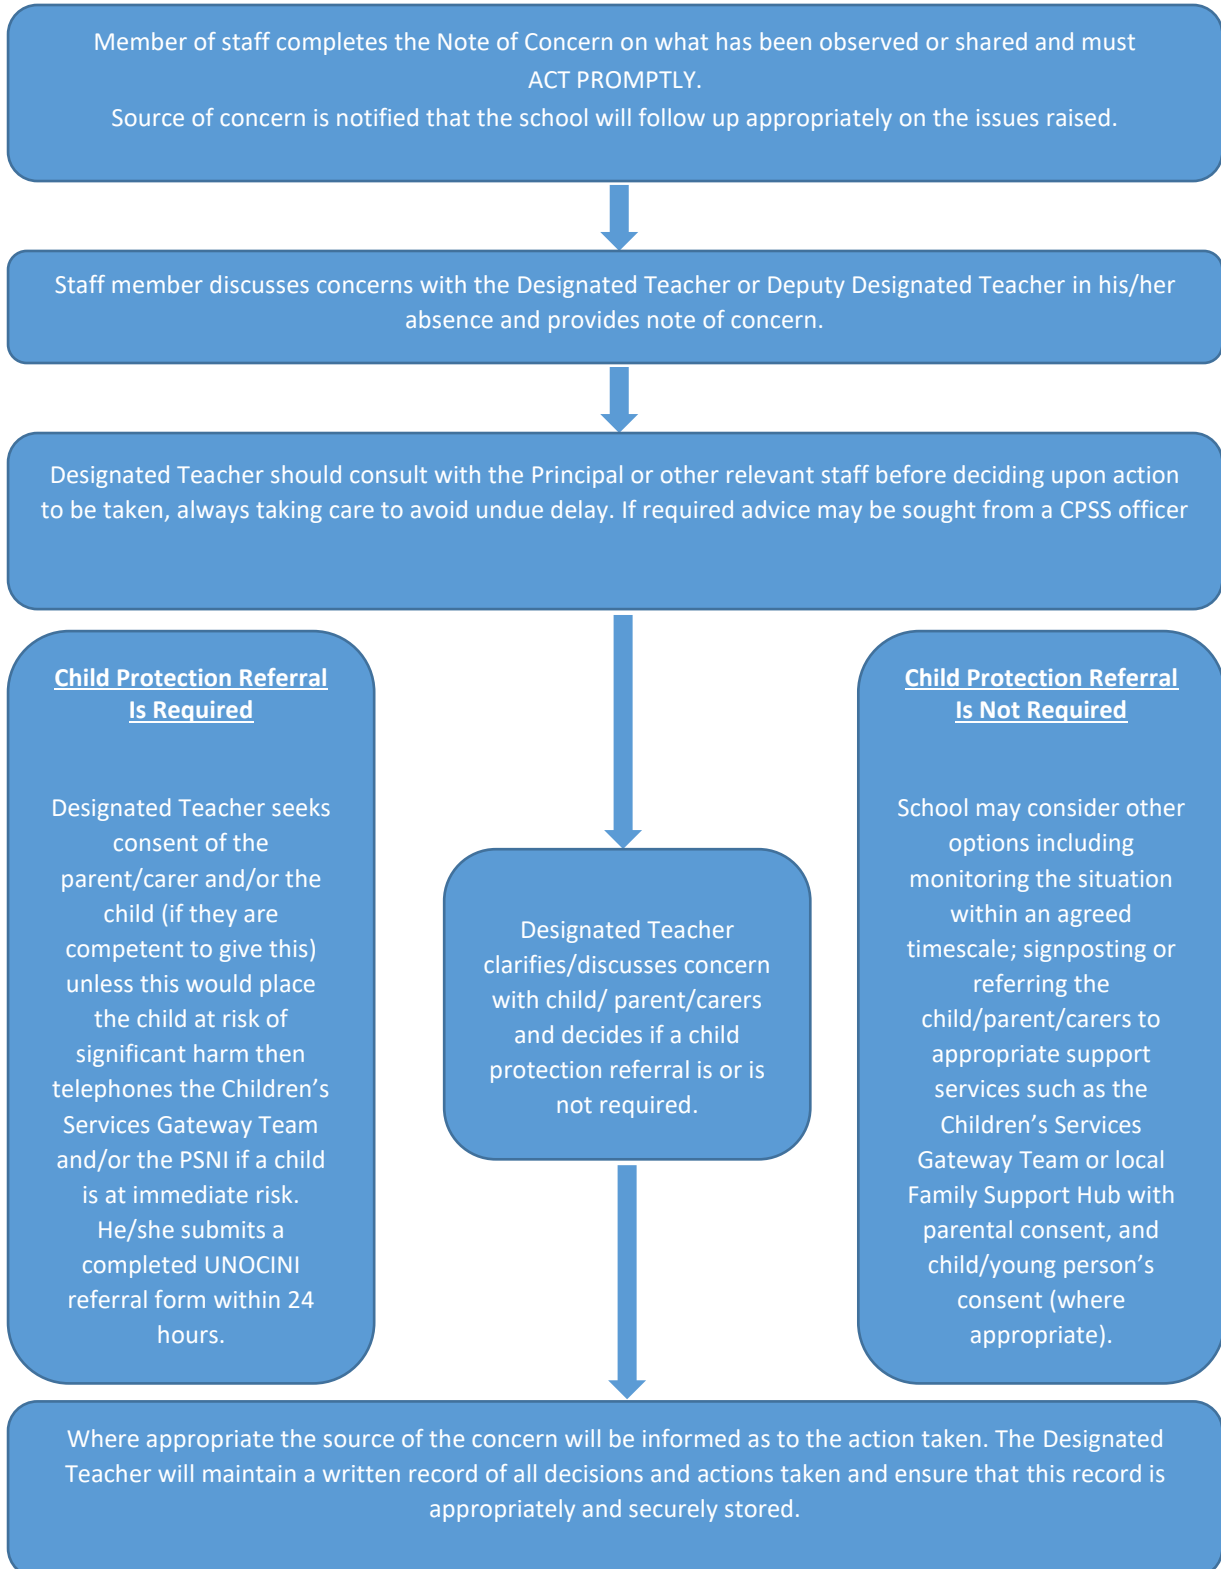 Member of staff completes the Note of Concern on what has been observed or shared and must
ACT PROMPTLY.
Source of concern is notified that the school will follow up appropriately on the issues raised.
Staff member discusses concerns with the Designated Teacher or Deputy Designated Teacher in his/her
absence and provides note of concern.
Designated Teacher should consult with the Principal or other relevant staff before deciding upon action
to be taken, always taking care to avoid undue delay. If required advice may be sought from a CPSS officer
Child Protection Referral
Is Required
Designated Teacher seeks
consent of the
parent/carer and/or the
child (if they are
competent to give this)
unless this would place
the child at risk of
significant harm then
telephones the Children’s
Services Gateway Team
and/or the PSNI if a child
is at immediate risk.
He/she submits a
completed UNOCINI
referral form within 24
hours.
Designated Teacher
clarifies/discusses concern
with child/ parent/carers
and decides if a child
protection referral is or is
not required.
Child Protection Referral
Is Not Required
School may consider other
options including
monitoring the situation
within an agreed
timescale; signposting or
referring the
child/parent/carers to
appropriate support
services such as the
Children’s Services
Gateway Team or local
Family Support Hub with
parental consent, and
child/young person’s
consent (where
appropriate).
Where appropriate the source of the concern will be informed as to the action taken. The Designated
Teacher will maintain a written record of all decisions and actions taken and ensure that this record is
appropriately and securely stored.